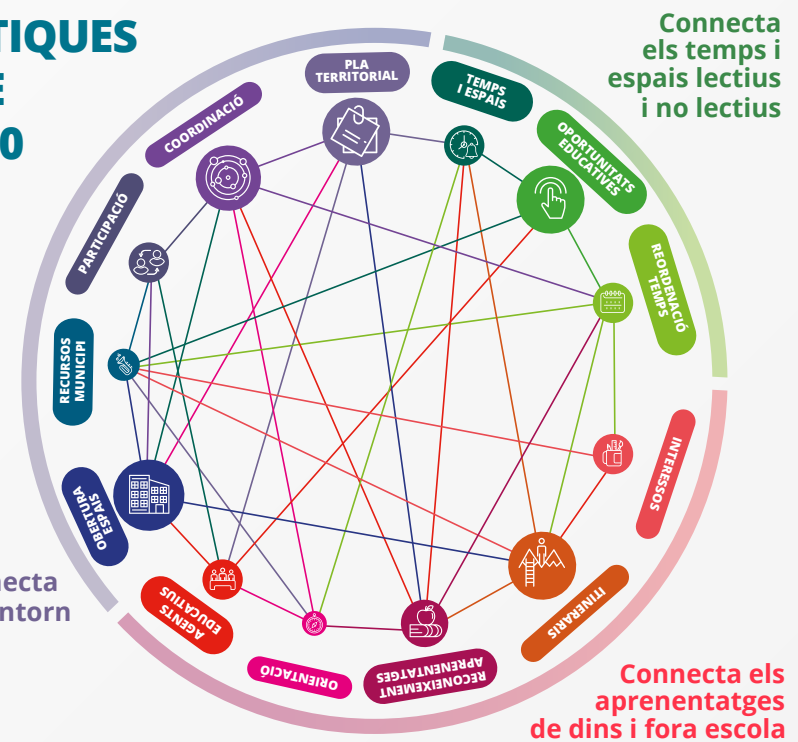 TIQUES
E
0
Connecta
els temps i
espais lectius
i no lectius
PLA
TERRITORIAL
TEMPS
I ESPAIS
OPORTUNITATS
EDUCATIVES
REORDENACIÓ
TEMPS
INTERESSOS
ITINERARIS
RECONEIXEMENT
APRENENTATGES
ORIENTACIÓ
AGENTS
EDUCATIUS
OBERTURA
ESPAIS
RECURSOS
MUNICIPI
PARTICIPACIÓ
COORDINACIÓ
necta
ntorn
Connecta els
aprenentatges
de dins i fora escola